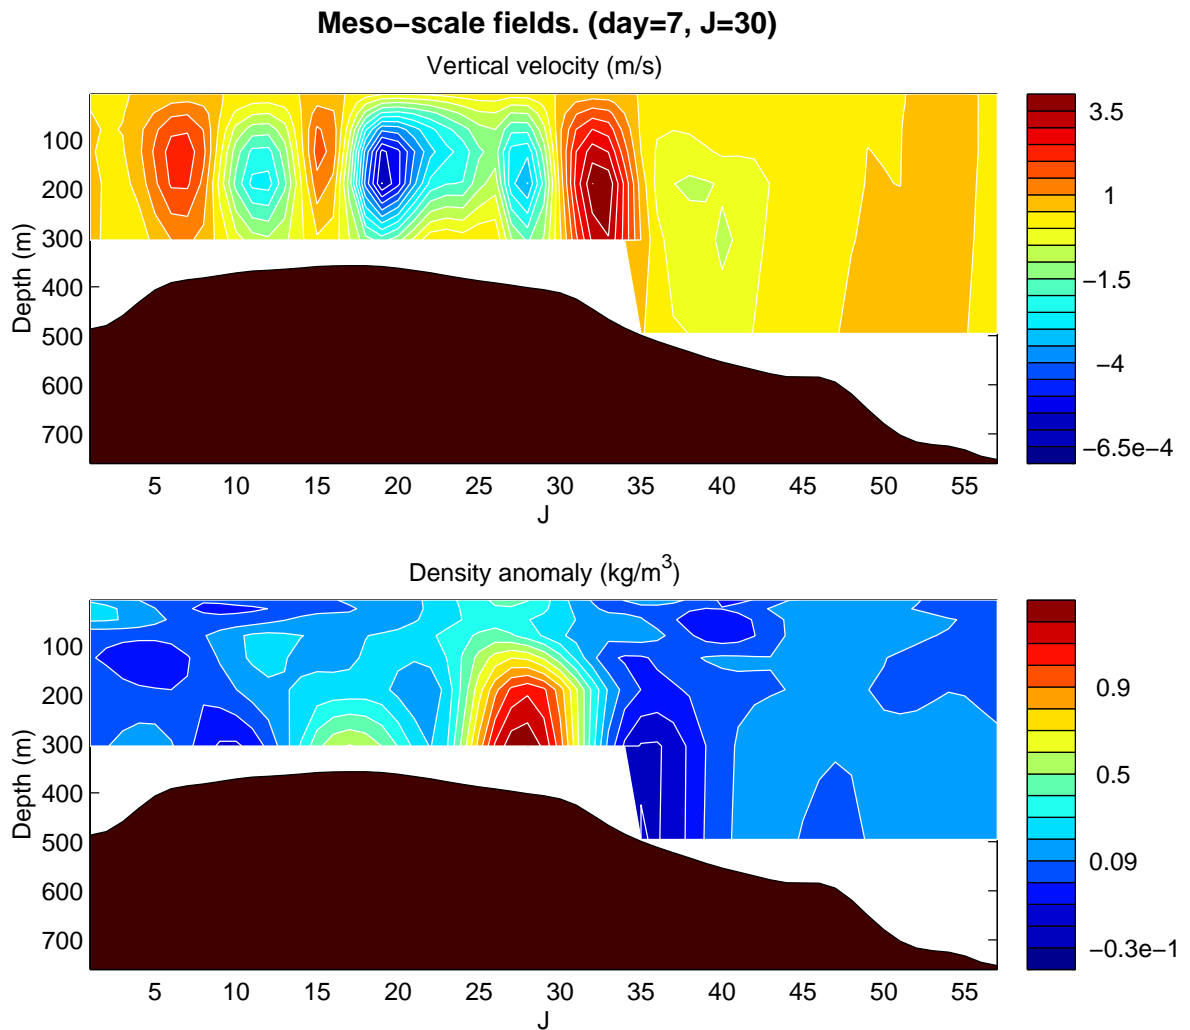 Meso−scale fields. (day=7, J=30)
Vertical velocity (m/s)
Depth (m)
100
200
300
400
500
600
700
5 10 15 20 25 30 35 40 45 50 55
J
3.5
1
−1.5
−4
−6.5e−4
Density anomaly (kg/m³)
Depth (m)
100
200
300
400
500
600
700
5 10 15 20 25 30 35 40 45 50 55
J
0.9
0.5
0.09
−0.3e−1